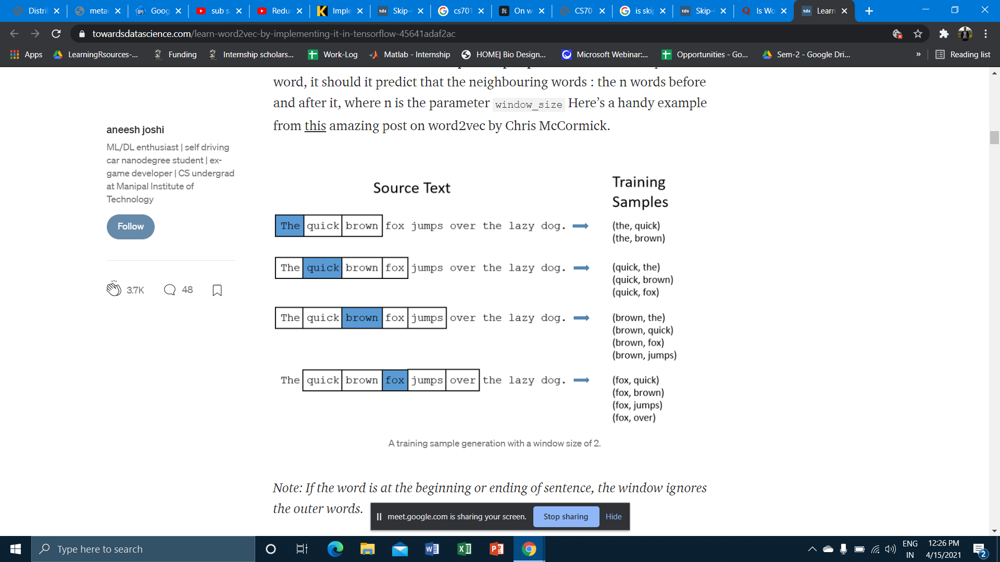 Distri
metac
Goog
sub s
Redu
Imple
tds Skip-
cs701
On w
CS70
is skip
tds Skip-
Is Wo
tds Learn
towardsdatascience.com/learn-word2vec-by-implementing-it-in-tensorflow-45641adaf2ac
Apps LearningRsources-... Funding Internship scholars... Work-Log Matlab - Internship HOME| Bio Design... Microsoft Webinar:... Opportunities - Go... Sem-2 - Google Dri... » Reading list
word, it should it predict that the neighbouring words : the n words before
and after it, where n is the parameter window_size Here’s a handy example
from this amazing post on word2vec by Chris McCormick.
aneesh joshi
ML/DL enthusiast | self driving
car nanodegree student | ex-
game developer | CS undergrad
at Manipal Institute of
Technology
Follow
3.7K 48
Source Text
Training
Samples
The quick brown fox jumps over the lazy dog.
(the, quick)
(the, brown)
The quick brown fox jumps over the lazy dog.
(quick, the)
(quick, brown)
(quick, fox)
The quick brown fox jumps over the lazy dog.
(brown, the)
(brown, quick)
(brown, fox)
(brown, jumps)
The quick brown fox jumps over the lazy dog.
(fox, quick)
(fox, brown)
(fox, jumps)
(fox, over)
A training sample generation with a window size of 2.
Note: If the word is at the beginning or ending of sentence, the window ignores
the outer words.
meet.google.com is sharing your screen. Stop sharing Hide
Type here to search
ENG
IN
12:26 PM
4/15/2021
2